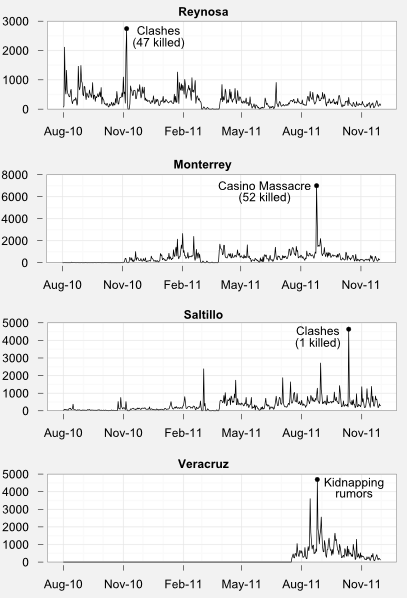 Reynosa
3000
2000
1000
0
Clashes
(47 killed)
Aug-10 Nov-10 Feb-11 May-11 Aug-11 Nov-11
Monterrey
8000
6000
4000
2000
0
Casino Massacre
(52 killed)
Aug-10 Nov-10 Feb-11 May-11 Aug-11 Nov-11
Saltillo
5000
4000
3000
2000
1000
0
Clashes
(1 killed)
Aug-10 Nov-10 Feb-11 May-11 Aug-11 Nov-11
Veracruz
5000
4000
3000
2000
1000
0
Kidnapping
rumors
Aug-10 Nov-10 Feb-11 May-11 Aug-11 Nov-11